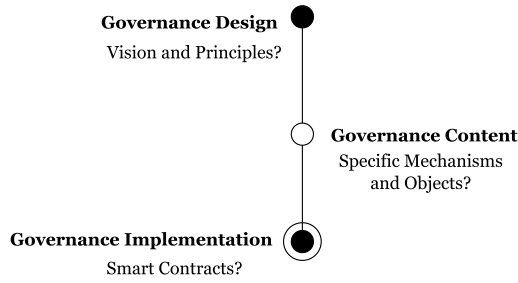 Governance Design
Vision and Principles?
Governance Content
Specific Mechanisms
and Objects?
Governance Implementation
Smart Contracts?